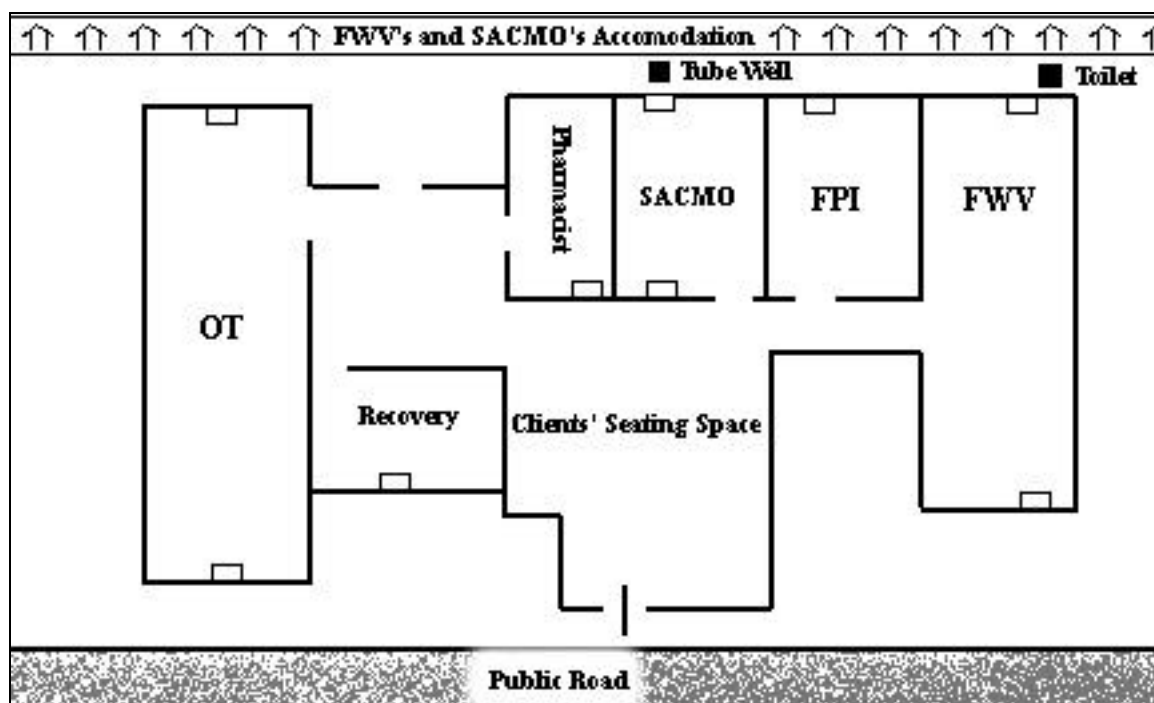 FWV's and SACMO's Accomodation
Tube Well
Toilet
Pharmacist
SACMO
FPI
FWV
OT
Recovery
Clients' Seating Space
Public Road